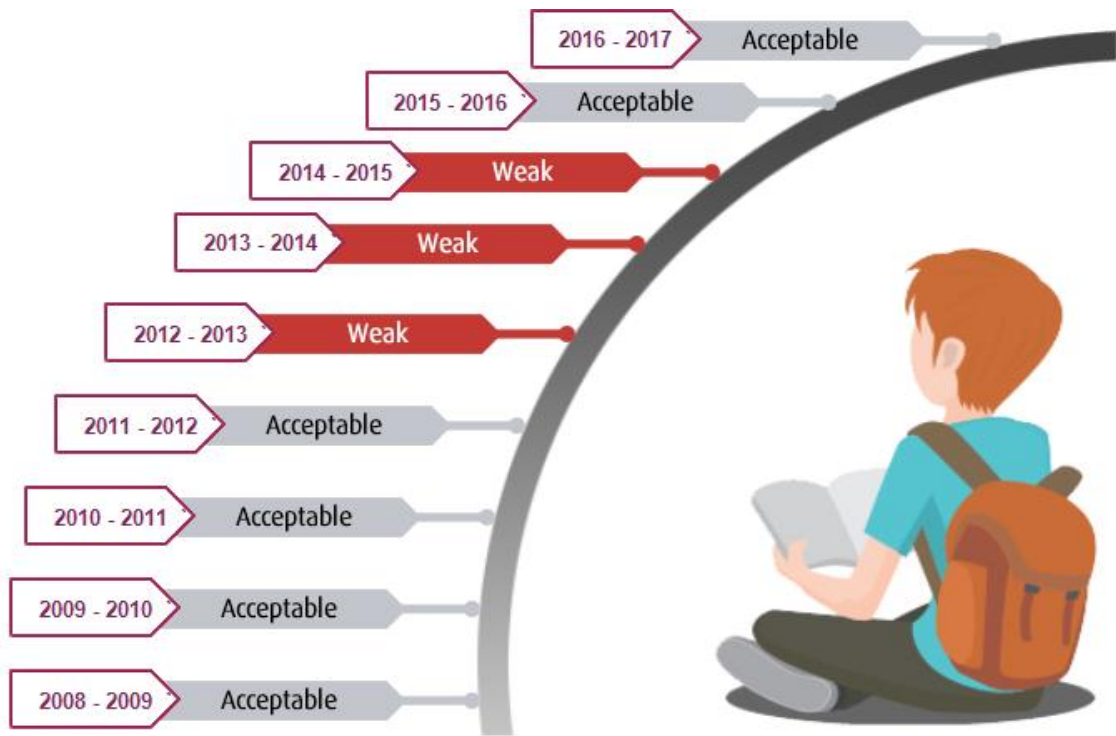 2016 - 2017 Acceptable
2015 - 2016 Acceptable
2014 - 2015 Weak
2013 - 2014 Weak
2012 - 2013 Weak
2011 - 2012 Acceptable
2010 - 2011 Acceptable
2009 - 2010 Acceptable
2008 - 2009 Acceptable